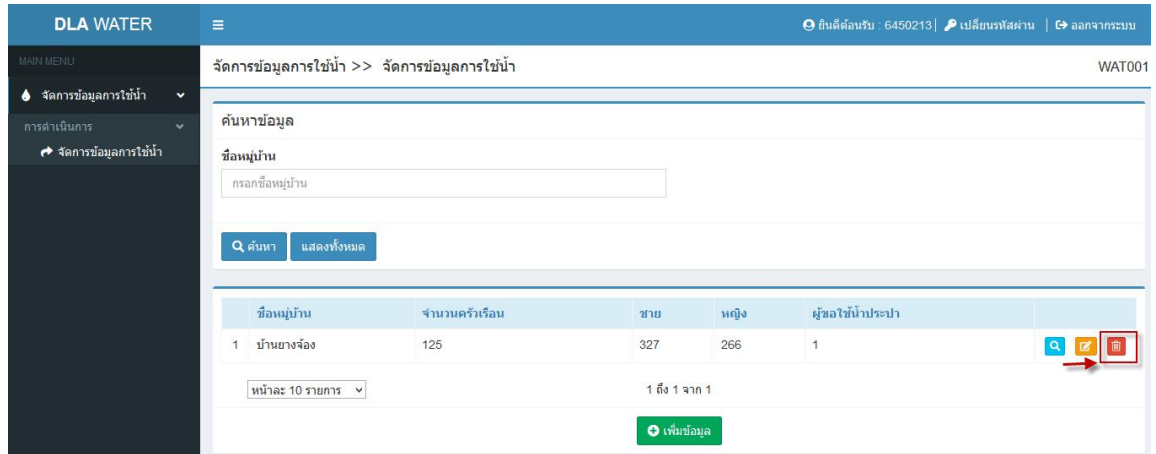 DLA WATER
ยินดีต้อนรับ : 6450213| เปลี่ยนรหัสผ่าน | ออกจากระบบ
MAIN MENU
จัดการข้อมูลการใช้น้ำ
การดำเนินการ
จัดการข้อมูลการใช้น้ำ
จัดการข้อมูลการใช้น้ำ >> จัดการข้อมูลการใช้น้ำ WAT001
ค้นหาข้อมูล
ชื่อหมู่บ้าน
กรอกชื่อหมู่บ้าน
ค้นหา แสดงทั้งหมด
ชื่อหมู่บ้าน จำนวนครัวเรือน ชาย หญิง ผู้ขอใช้น้ำประปา
1 บ้านยางจ้อง 125 327 266 1
หน้าละ 10 รายการ 1 ถึง 1 จาก 1
เพิ่มข้อมูล